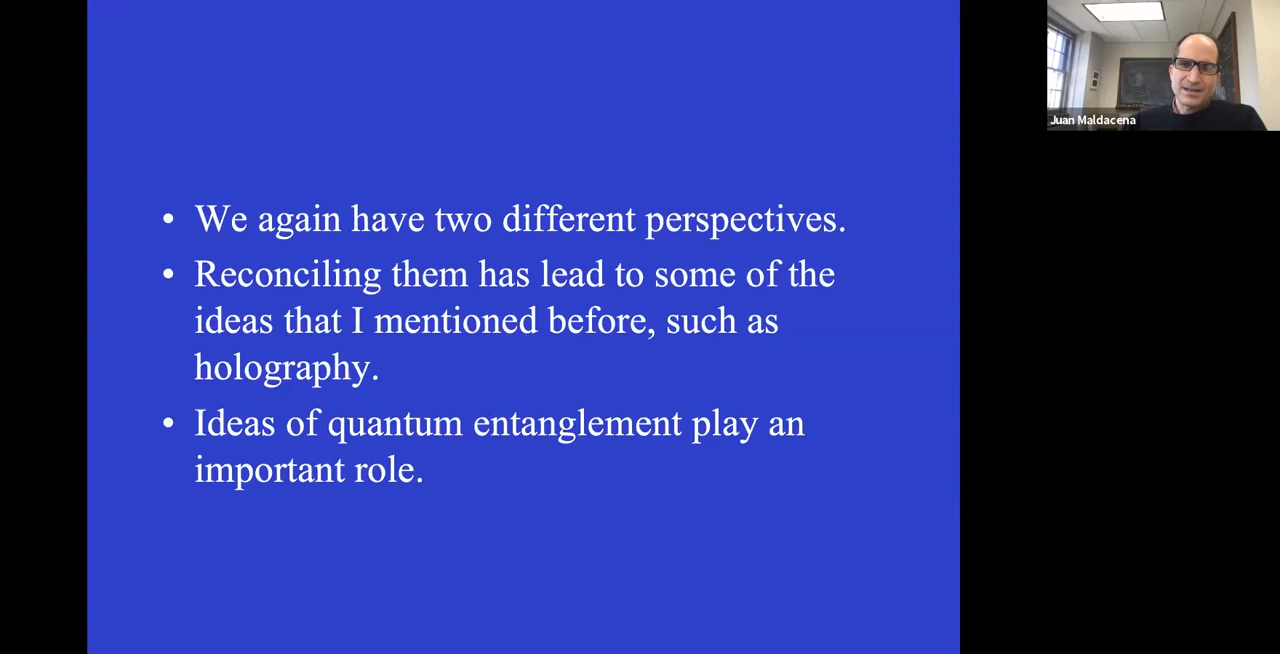 • We again have two different perspectives.
• Reconciling them has lead to some of the
ideas that I mentioned before, such as
holography.
• Ideas of quantum entanglement play an
important role.
Juan Maldacena